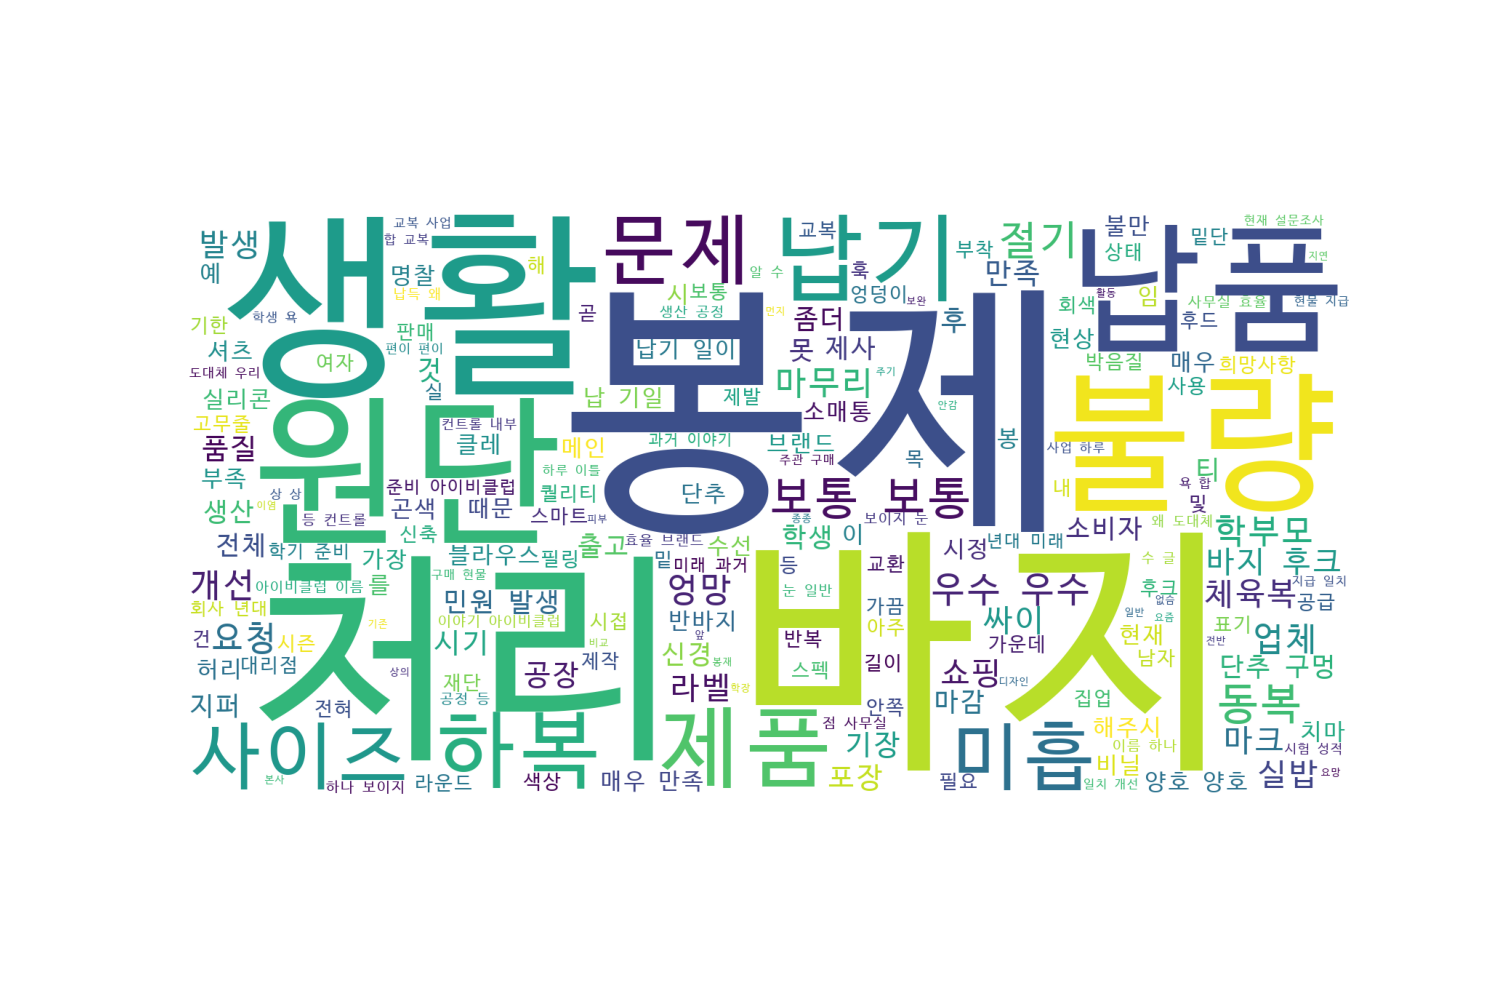 교복 사업
합 교복
발생
예
생활
해
명찰
납독 왜
학생 욕
기한
판매
편이 편이
셔츠
여자
것
도대체 우리
실
실리콘
고무줄
원단
컨트롤 내부
클레
메인
품질
부족
상 상
이염
준비 아이비클럽
곤색
때문
생산
등 컨트롤
신축
스마트
피부
전체
학기 준비
가장
블라우스
필링
출고
효율 브랜드
수선
문제
알 수
시
보통
곧
생산 공정
먼지
납기 일이
납 기일
제발
봉제
과거 이야기
하루 이틀
퀄리티
단추
납기
교복
훅
엉덩이
보완
부착
절기
만족
후
좀더
못
제사
마무리
주기
소매통
안감
브랜드
봉
주관 구매
목
보통 보통
종종
보이지 눈
불만
상태
밑단
현재 설문조사
지연
납품
활동
임
사무실 효율
현물 지급
회색
후드
현상
박음질
매우
희망사항
사용
불량
사업 하루
티
내
욕 합
및
소비자
왜 도대체
학부모
학생
이
시정
년대 미래
수 글
바지 후크
개선
아이비클럽 이름
를
구매 현물
밑
미래 과거
등
교환
우수 우수
후크
없음
체육복
지급 일치
공급
회사 년대
처리
민원 발생
엄망
눈 일반
바지
가끔
싸이
건
요청
시즌
기존
이야기 아이비클럽
시접
반바지
앞
아주
일반
요즘
표기
시기
비교
반복
가운데
현재
전반
업체
허리
대리점
상의
공장
제작
신경
봉재
스펙
길이
쇼핑
디자인
남자
단추 구멍
재단
라벨
학장
지퍼
전혀
공정 등
안쪽
마감
집업
동복
사이즈
하복
제품
점 사무실
기장
미흡
해주시
마크
치마
이름 하나
시험 성적
본사
하나 보이지
라운드
색상
매우 만족
포장
필요
비닐
일치 개선
양호 양호
실밥
요망